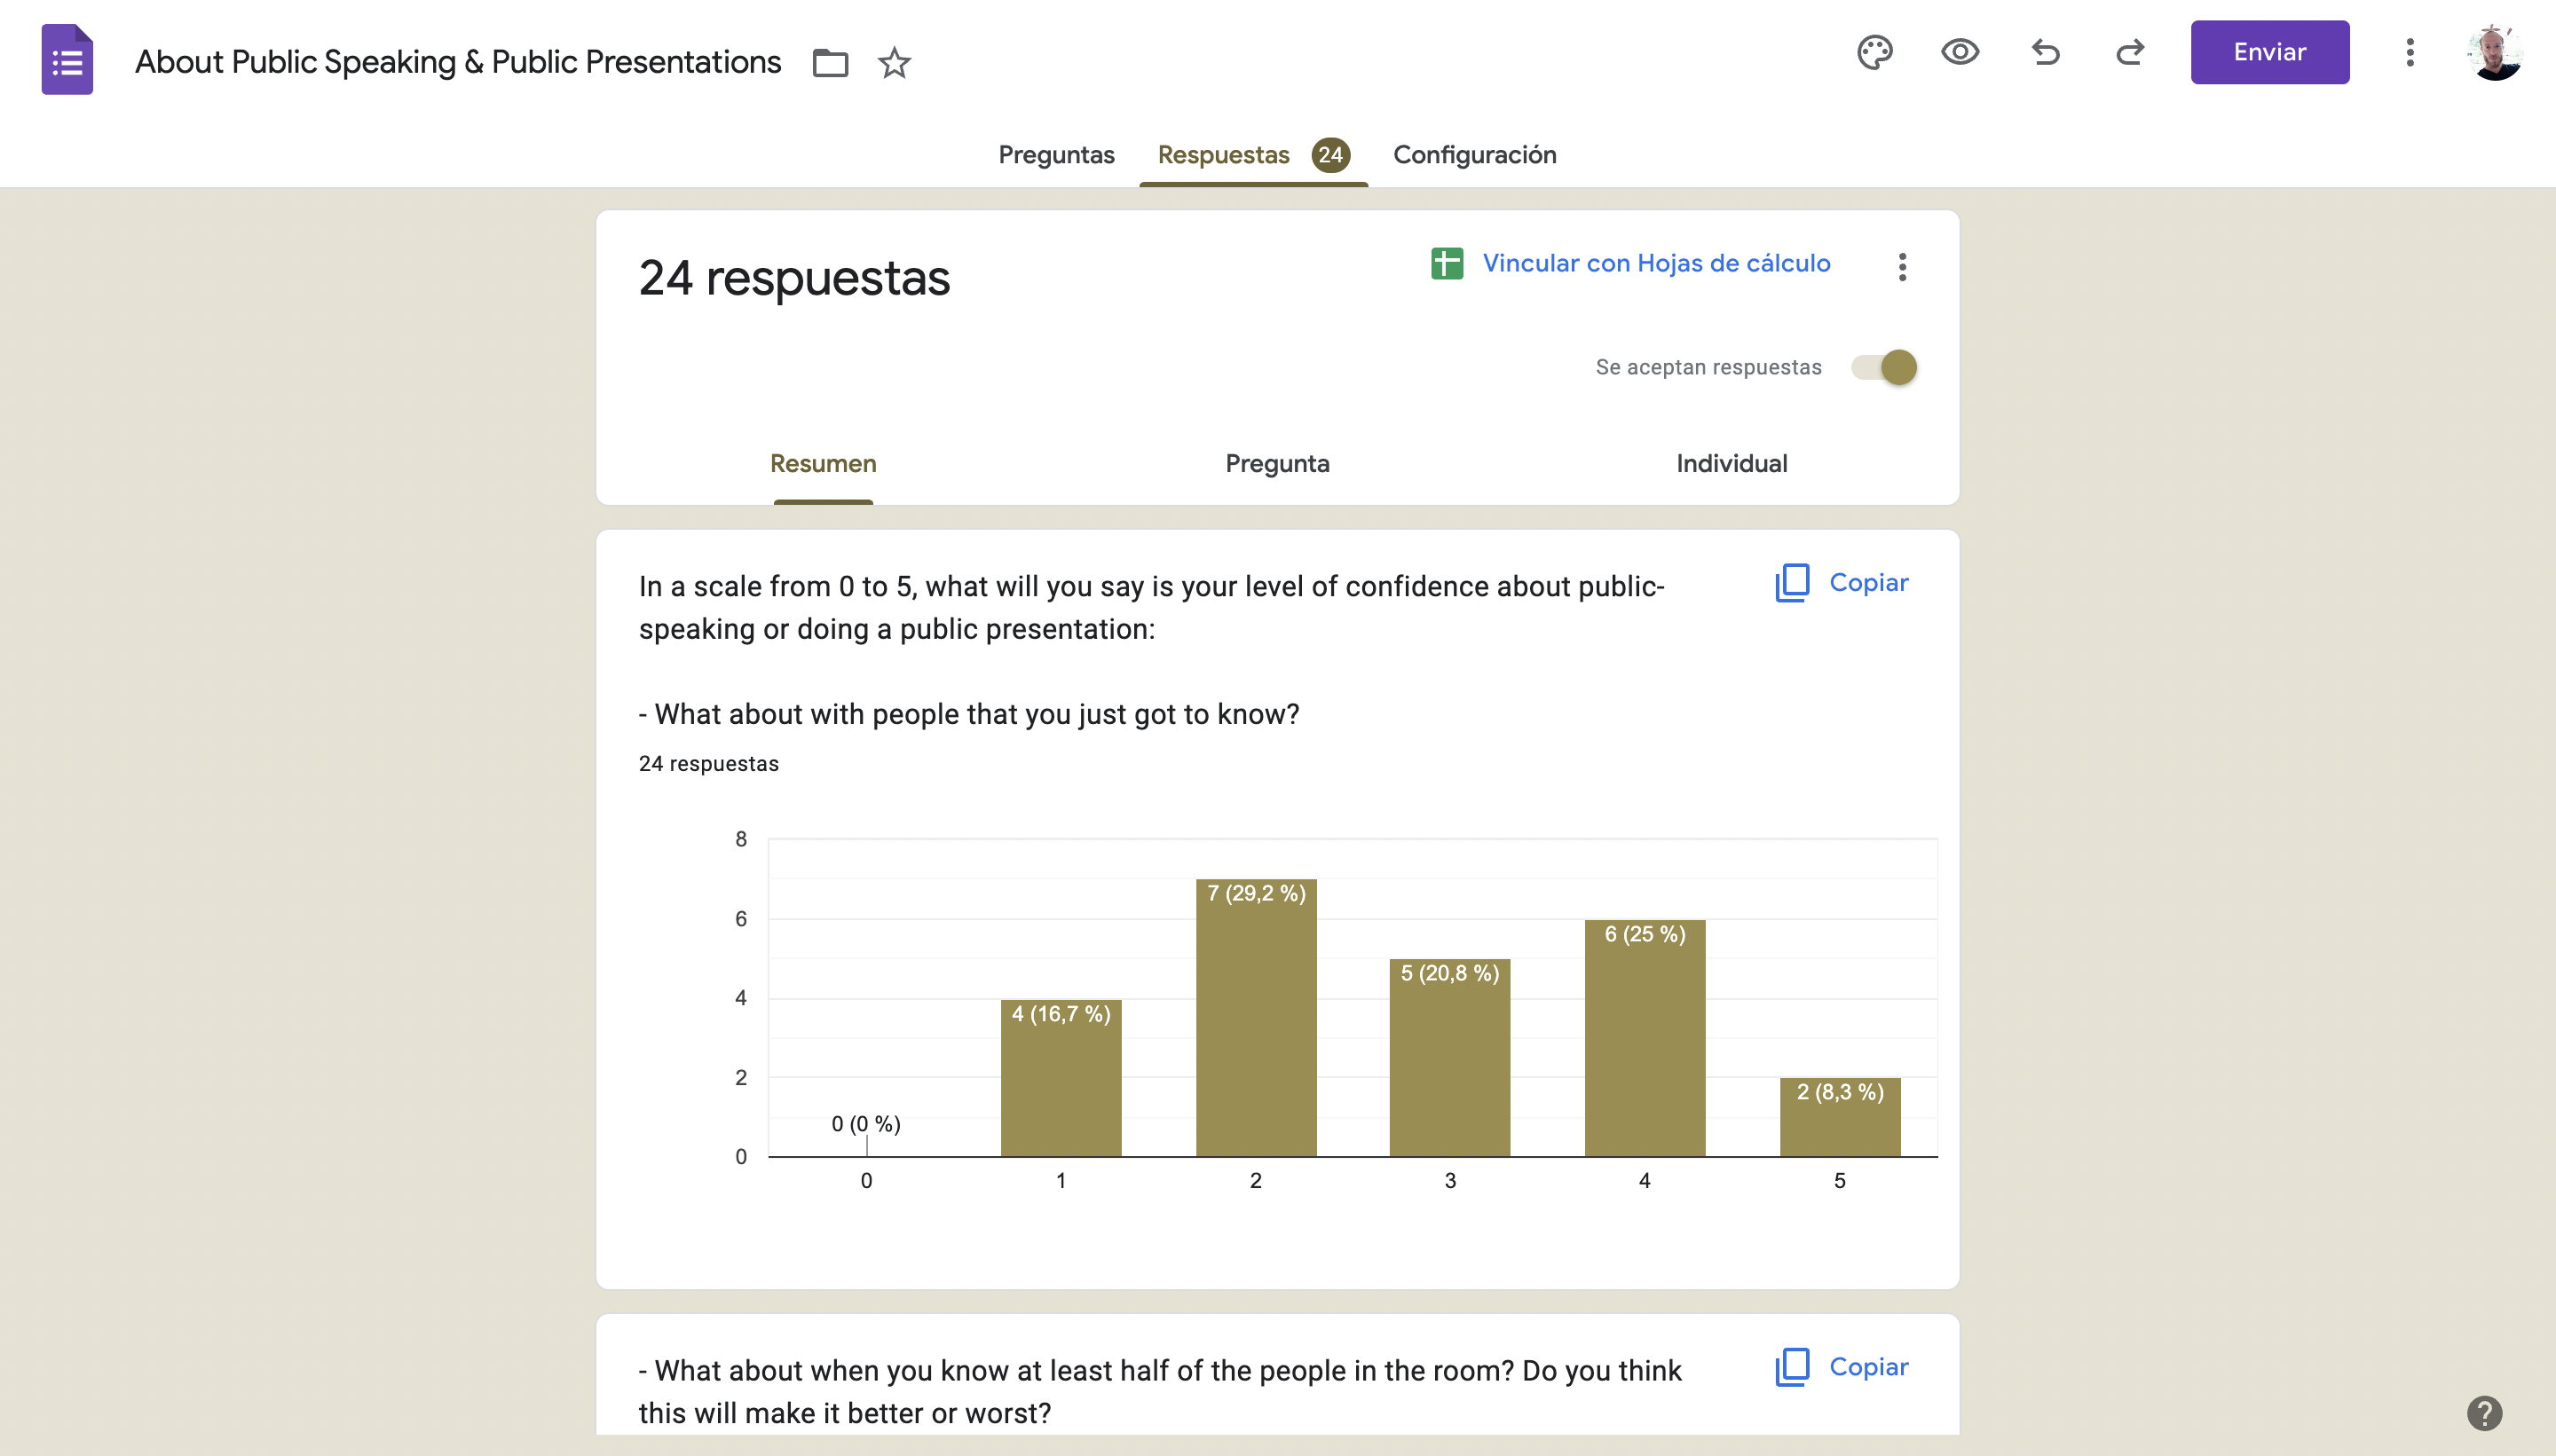 About Public Speaking & Public Presentations
Enviar
Preguntas
Respuestas 24
Configuración
24 respuestas
Vincular con Hojas de cálculo
Se aceptan respuestas
Resumen
Pregunta
Individual
In a scale from 0 to 5, what will you say is your level of confidence about public-
speaking or doing a public presentation:
- What about with people that you just got to know?
Copiar
24 respuestas
8
6
4
2
0
0 (0 %)
4 (16,7 %)
7 (29,2 %)
5 (20,8 %)
6 (25 %)
2 (8,3 %)
0
1
2
3
4
5
- What about when you know at least half of the people in the room? Do you think
this will make it better or worst?
Copiar
?